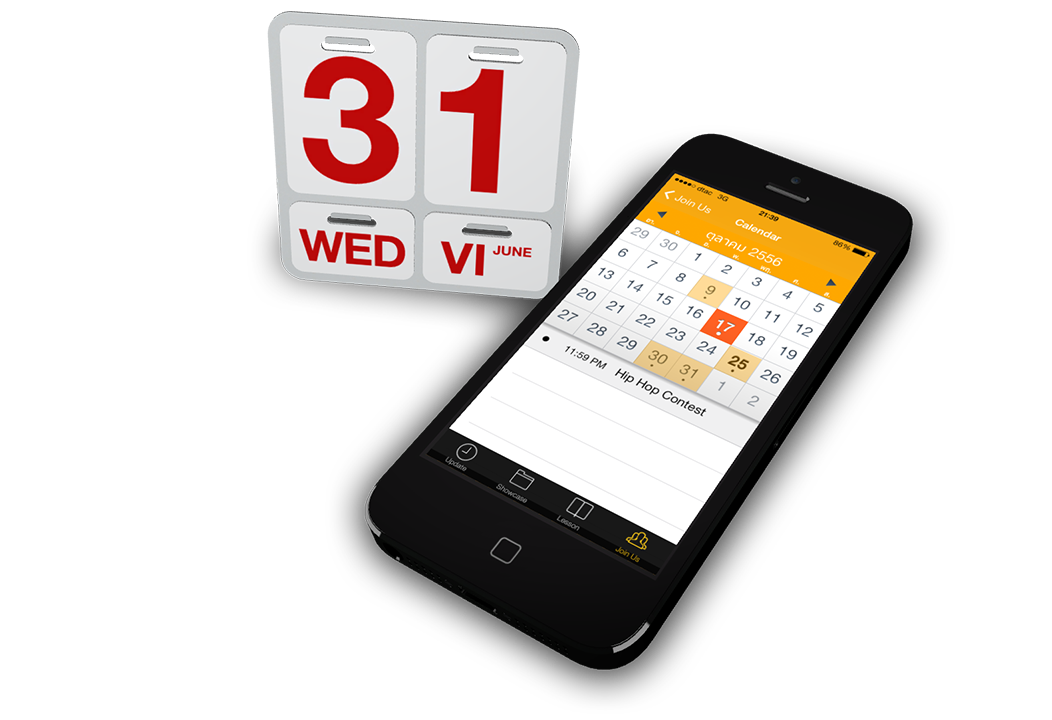 31
WED VI JUNE
dtac 3G 21:39 86%
Join Us Calendar
ตุลาคม 2556
29 30 1 2 3 4 5
6 7 8 9 10 11 12
13 14 15 16 17 18 19
20 21 22 23 24 25 26
27 28 29 30 31 1 2
11:59 PM Hip Hop Contest
Update Showcase Lesson Join Us